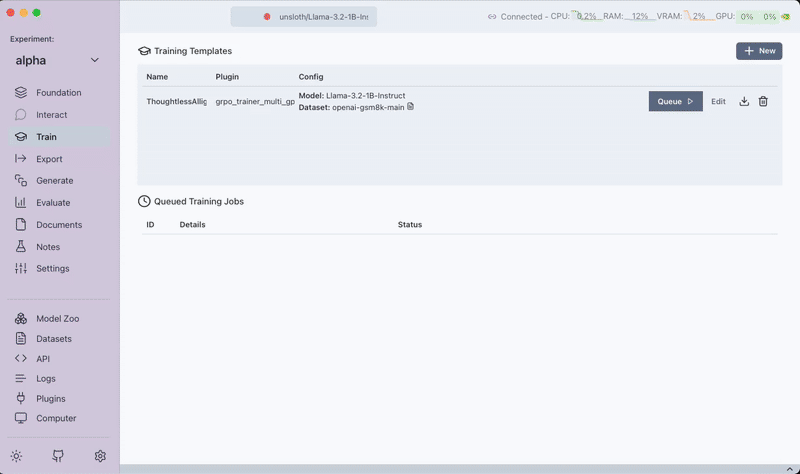 unsloth/Llama-3.2-1B-Ins
Connected - CPU: 0.2% RAM: 12% VRAM: 2% GPU: 0% 0%
Experiment:
alpha
Foundation
Interact
Train
Export
Generate
Evaluate
Documents
Notes
Settings
Model Zoo
Datasets
API
Logs
Plugins
Computer
Training Templates
New
Name Plugin Config
ThoughtlessAllig grpo_trainer_multi_gp Model: Llama-3.2-1B-Instruct
Dataset: openai-gsm8k-main
Queue Edit
Queued Training Jobs
ID Details Status